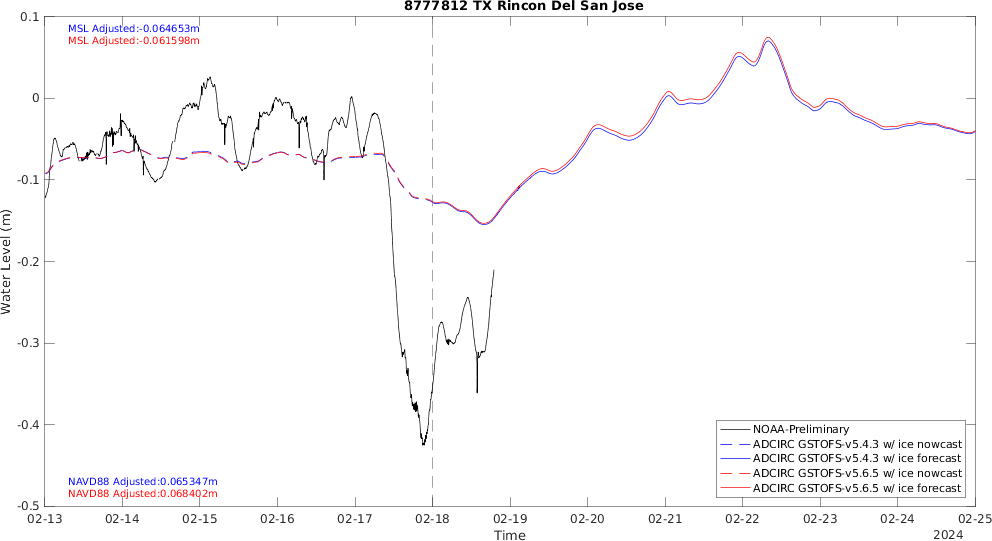 8777812 TX Rincon Del San Jose
MSL Adjusted:-0.064653m
MSL Adjusted:-0.061598m
0.1
0
-0.1
-0.2
-0.3
-0.4
-0.5
Water Level (m)
NOAA-Preliminary
ADCIRC GSTOFS-v5.4.3 w/ ice nowcast
ADCIRC GSTOFS-v5.4.3 w/ ice forecast
ADCIRC GSTOFS-v5.6.5 w/ ice nowcast
ADCIRC GSTOFS-v5.6.5 w/ ice forecast
NAVD88 Adjusted:0.065347m
NAVD88 Adjusted:0.068402m
02-13 02-14 02-15 02-16 02-17 02-18 02-19 02-20 02-21 02-22 02-23 02-24 02-25
Time
2024